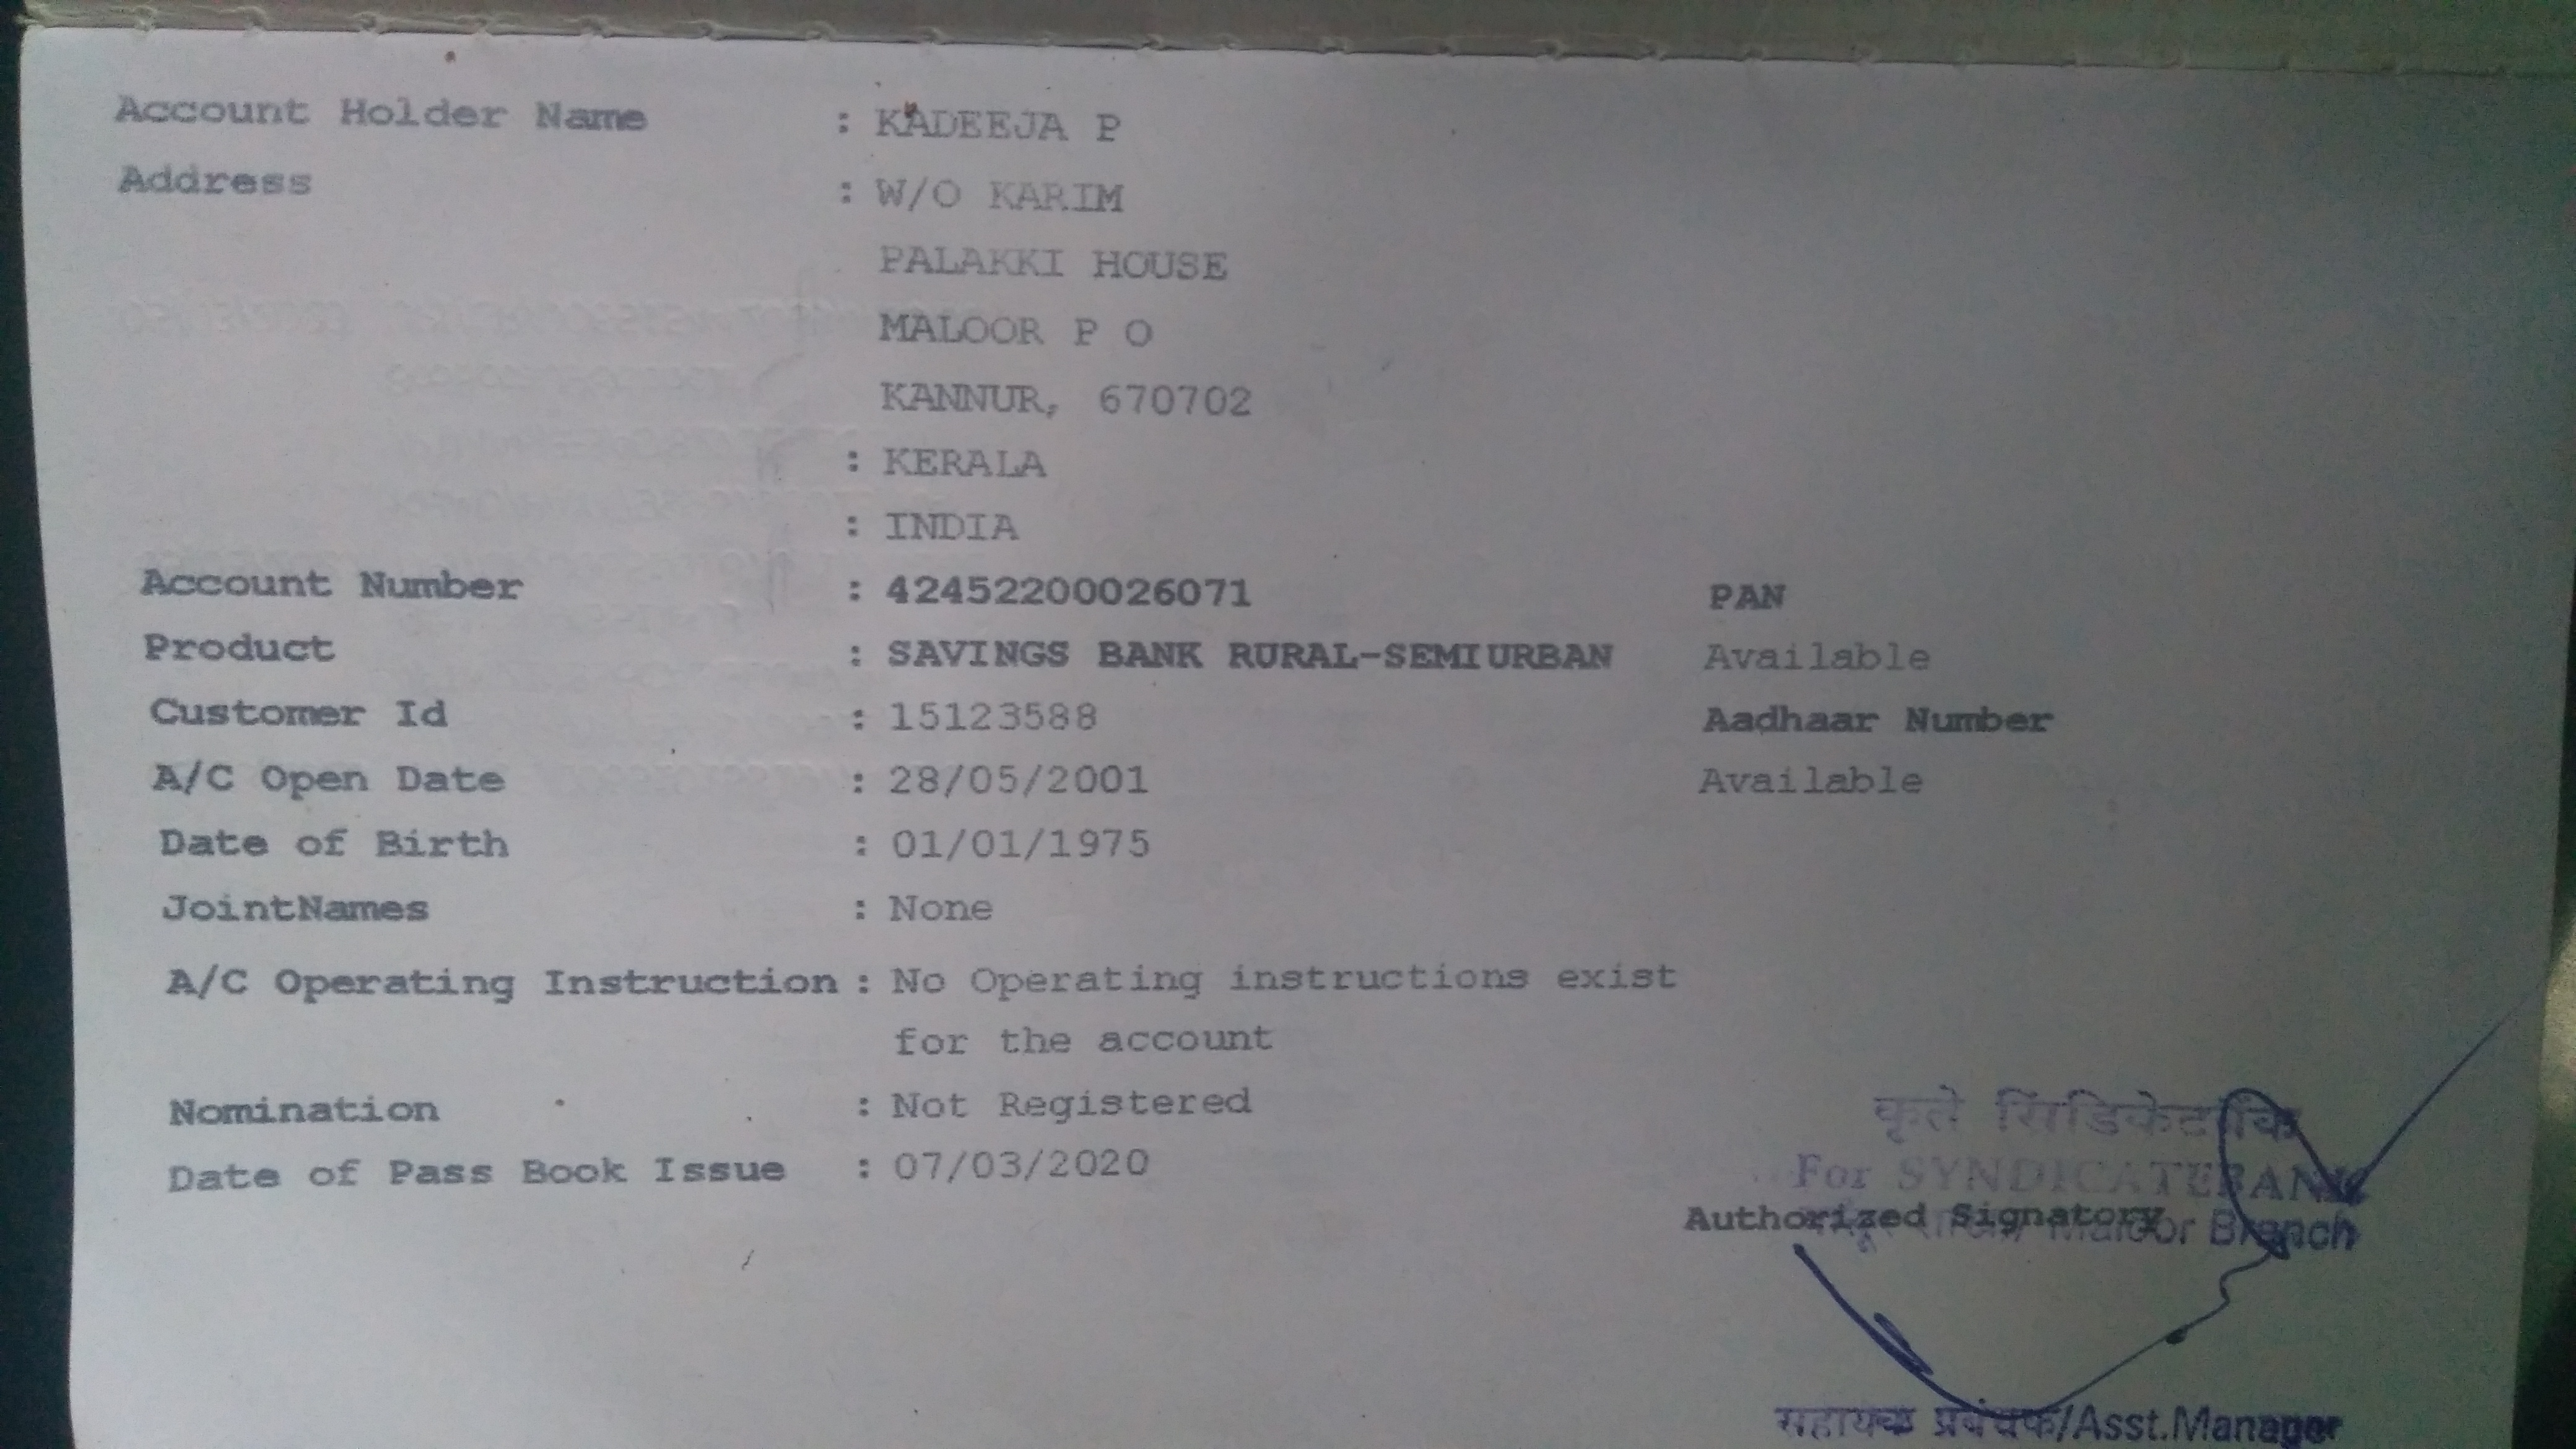 Account Holder Name : KADEEJA P
Address : W/O KARIM
PALAKKI HOUSE
MALOOR P O
KANNUR, 670702
: KERALA
: INDIA
Account Number : 42452200026071 PAN
Product : SAVINGS BANK RURAL-SEMIURBAN Available
Customer Id : 15123588 Aadhaar Number
A/C Open Date : 28/05/2001 Available
Date of Birth : 01/01/1975
JointNames : None
A/C Operating Instruction : No Operating instructions exist
for the account
Nomination : Not Registered
Date of Pass Book Issue : 07/03/2020
कृते सिंडिकेट
For SYNDICATEBANK
Authorized Signatory
Maloor Branch
सहायक प्रबंधक/Asst.Manager